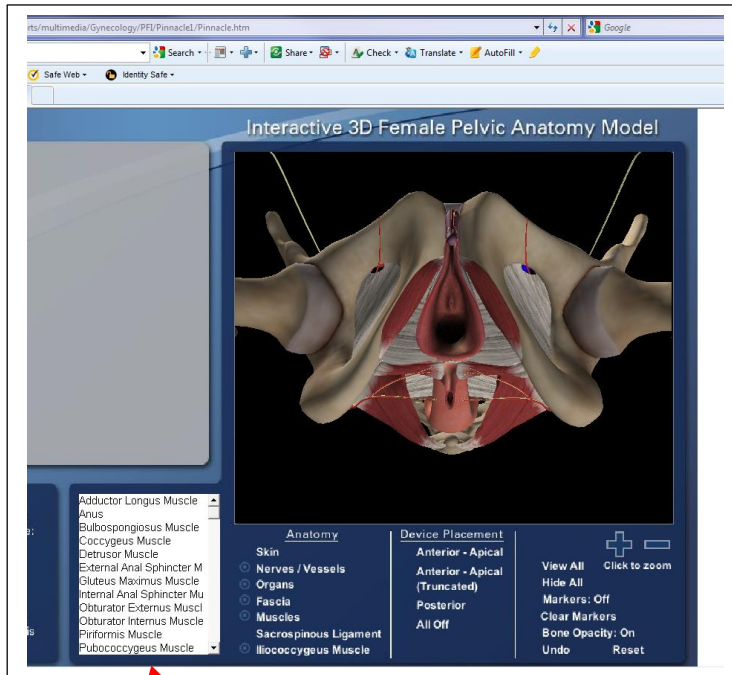 rts/multimedia/Gynecology/PFI/Pinnacle1/Pinnacle.htm
Google
Search
Share
Check
Translate
AutoFill
Safe Web
Identity Safe
Interactive 3D Female Pelvic Anatomy Model
e:
is
Adductor Longus Muscle
Anus
Bulbospongiosus Muscle
Coccygeus Muscle
Detrusor Muscle
External Anal Sphincter M
Gluteus Maximus Muscle
Internal Anal Sphincter Mu
Obturator Externus Muscl
Obturator Internus Muscle
Piriformis Muscle
Pubococcygeus Muscle
Anatomy
Skin
Nerves / Vessels
Organs
Fascia
Muscles
Sacrospinous Ligament
Iliococcygeus Muscle
Device Placement
Anterior - Apical
Anterior - Apical
(Truncated)
Posterior
All Off
Click to zoom
View All
Hide All
Markers: Off
Clear Markers
Bone Opacity: On
Undo Reset